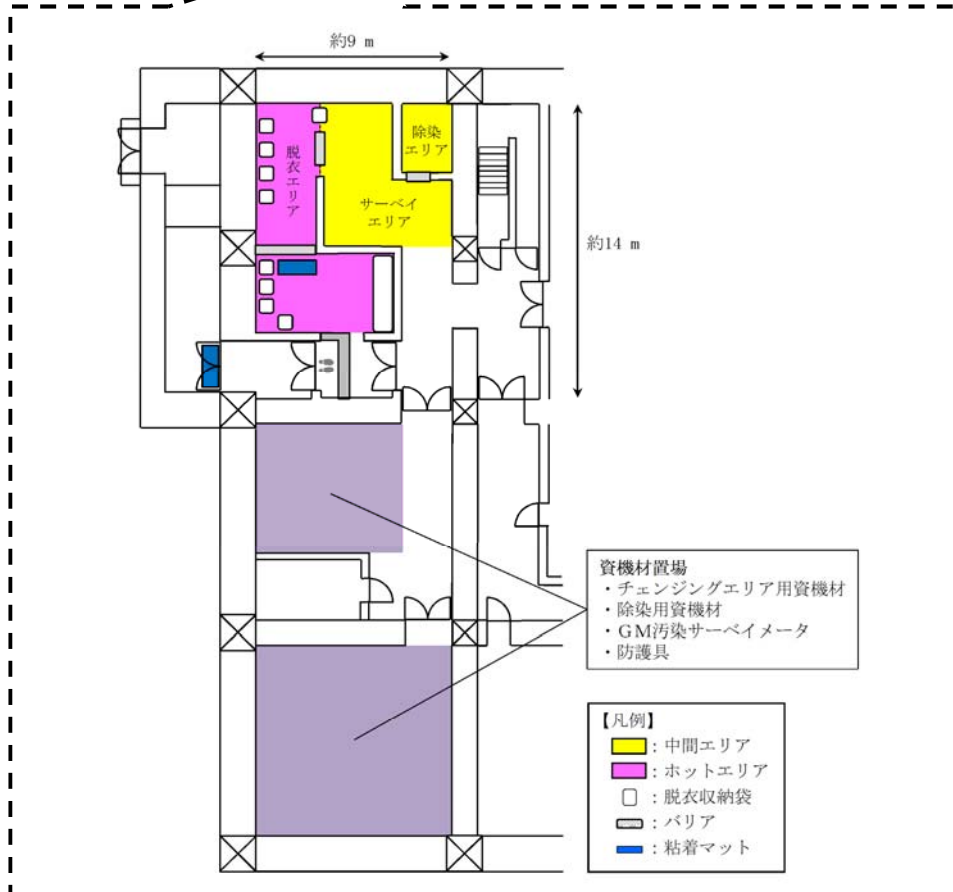 約9 m
除染
エリア
脱衣エリア
サーベイ
エリア
約14 m
資機材置場
・チェンジングエリア用資機材
・除染用資機材
・GM汚染サーベイメータ
・防護具
【凡例】
：中間エリア
：ホットエリア
：脱衣収納袋
：バリア
：粘着マット